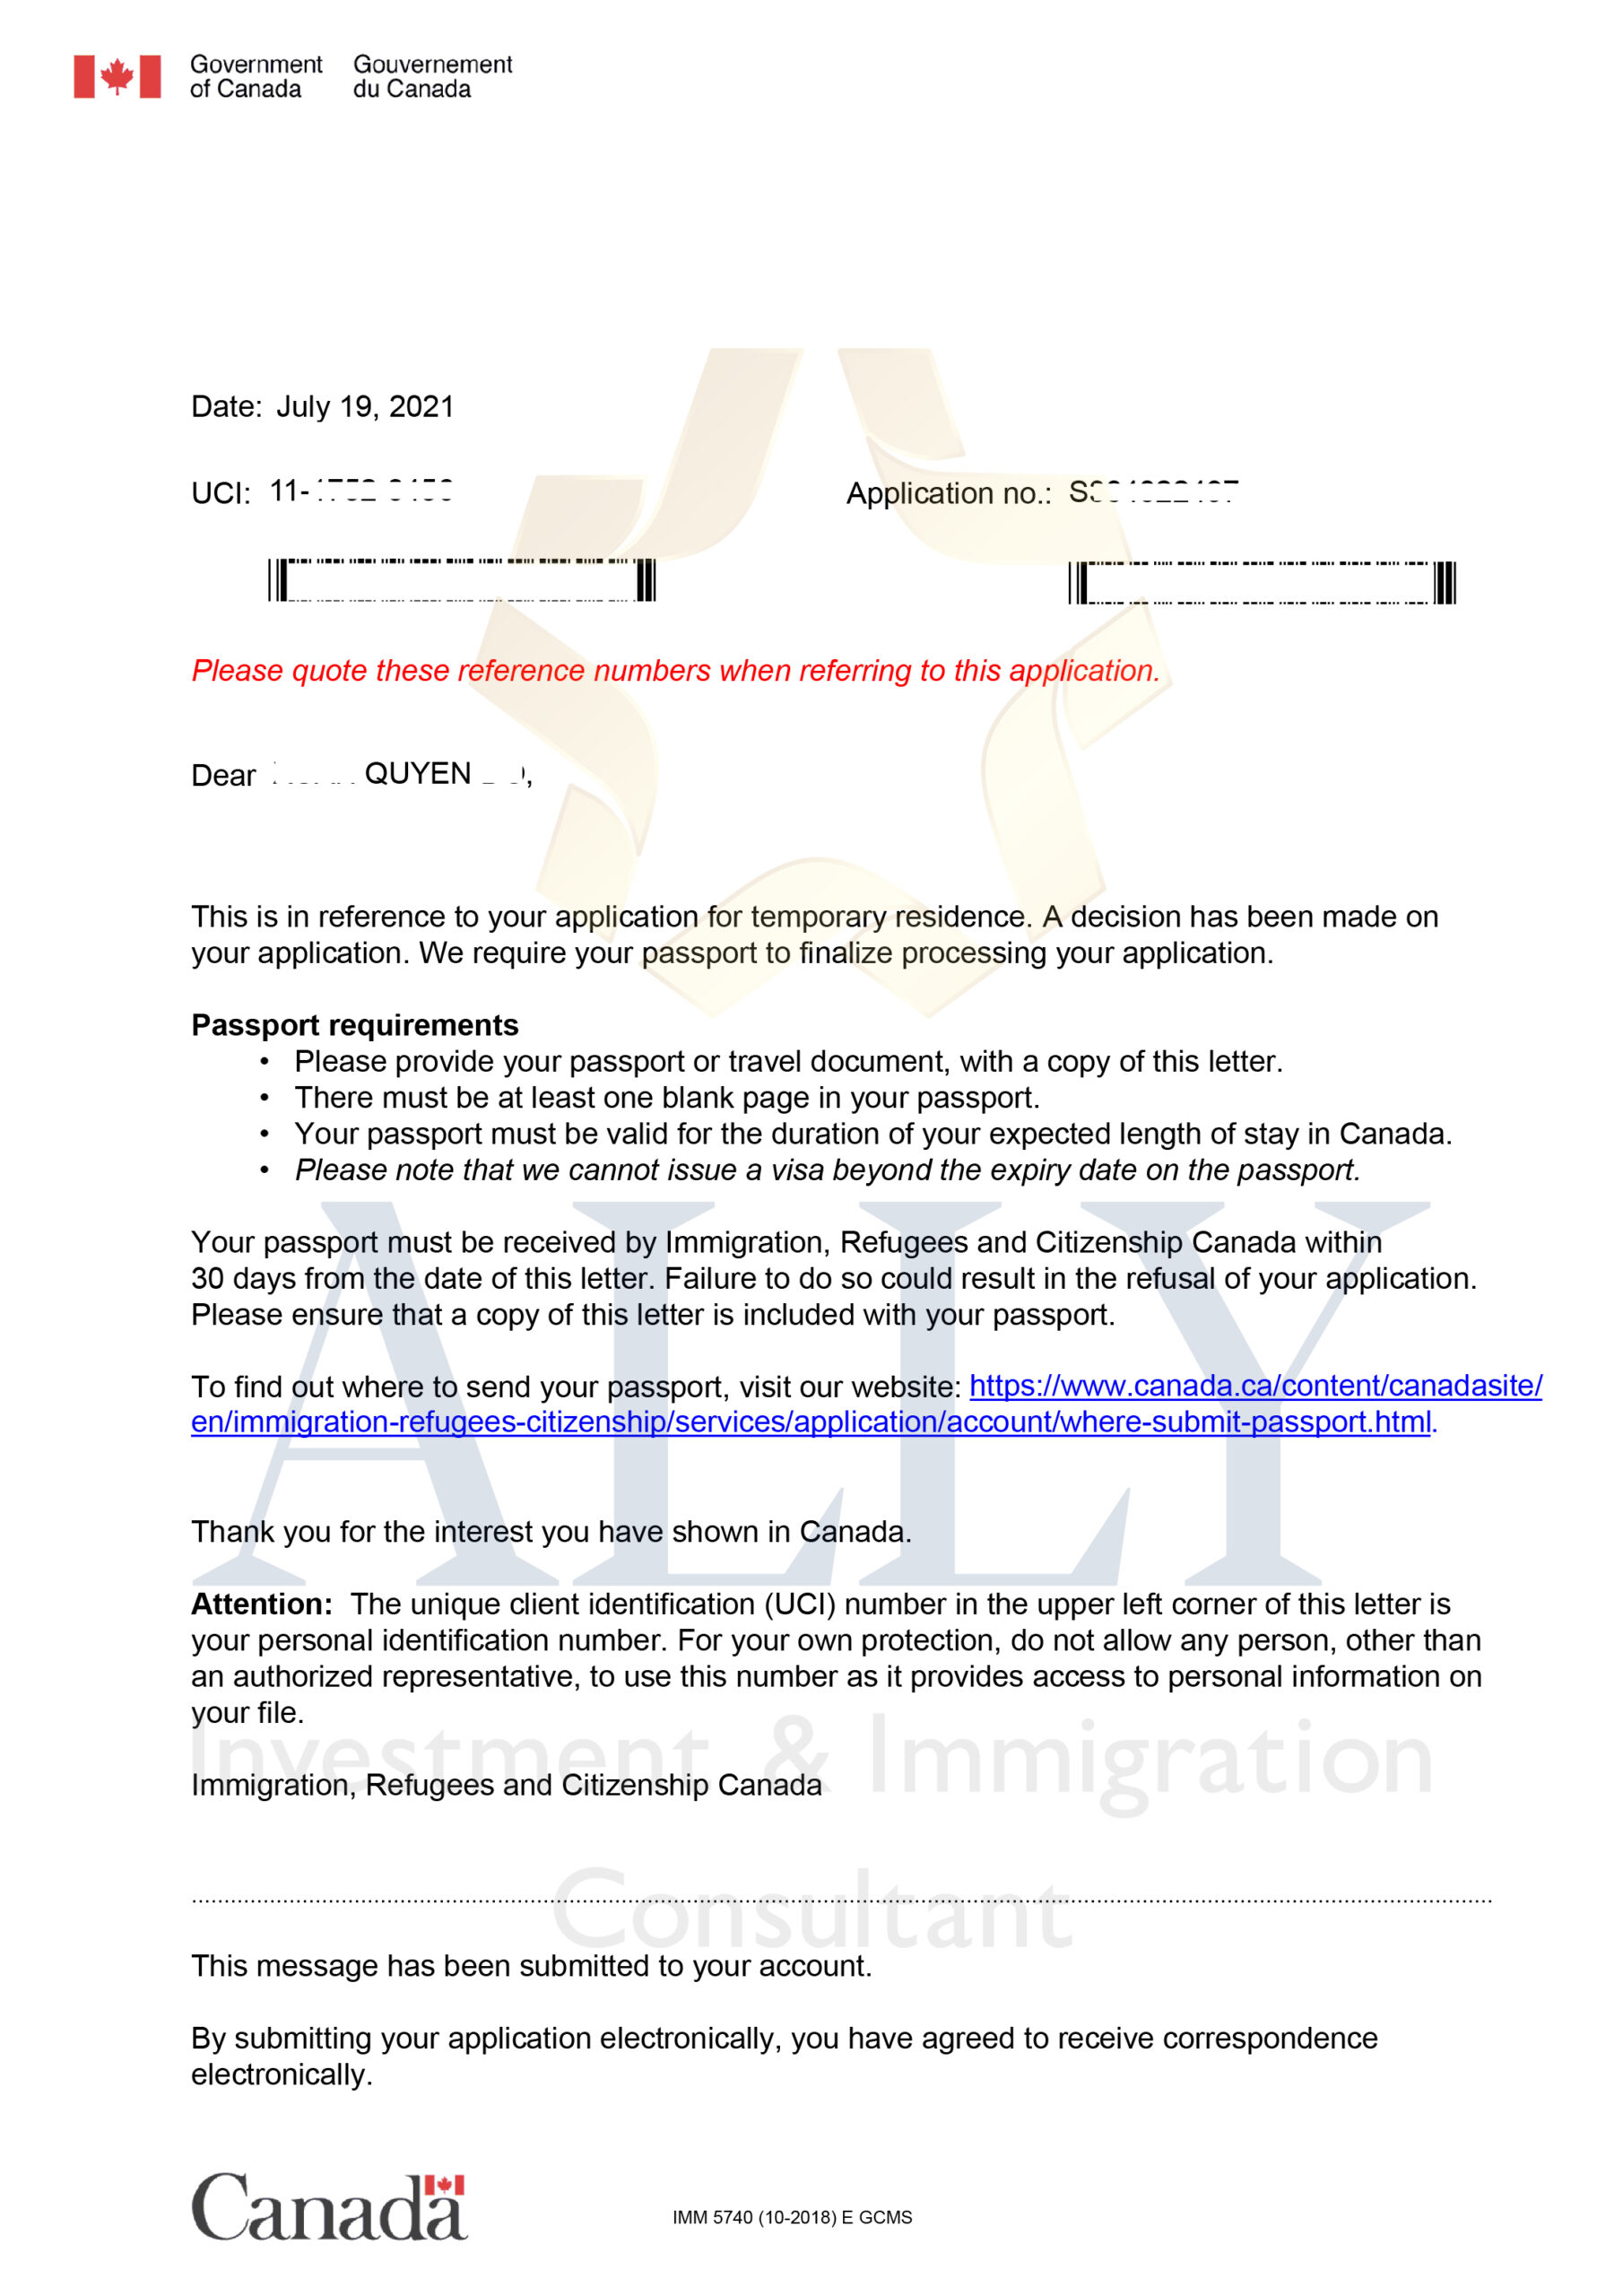 Government Gouvernement
of Canada du Canada
Date: July 19, 2021
UCI: 11-
Application no.: S
Please quote these reference numbers when referring to this application.
Dear QUYEN ,
This is in reference to your application for temporary residence. A decision has been made on
your application. We require your passport to finalize processing your application.
Passport requirements
• Please provide your passport or travel document, with a copy of this letter.
• There must be at least one blank page in your passport.
• Your passport must be valid for the duration of your expected length of stay in Canada.
• Please note that we cannot issue a visa beyond the expiry date on the passport.
Your passport must be received by Immigration, Refugees and Citizenship Canada within
30 days from the date of this letter. Failure to do so could result in the refusal of your application.
Please ensure that a copy of this letter is included with your passport.
To find out where to send your passport, visit our website: https://www.canada.ca/content/canadasite/
en/immigration-refugees-citizenship/services/application/account/where-submit-passport.html.
ALLY
Thank you for the interest you have shown in Canada.
Attention: The unique client identification (UCI) number in the upper left corner of this letter is
your personal identification number. For your own protection, do not allow any person, other than
an authorized representative, to use this number as it provides access to personal information on
your file.
Investment & Immigration
Immigration, Refugees and Citizenship Canada
Consultant
This message has been submitted to your account.
By submitting your application electronically, you have agreed to receive correspondence
electronically.
Canada
IMM 5740 (10-2018) E GCMS